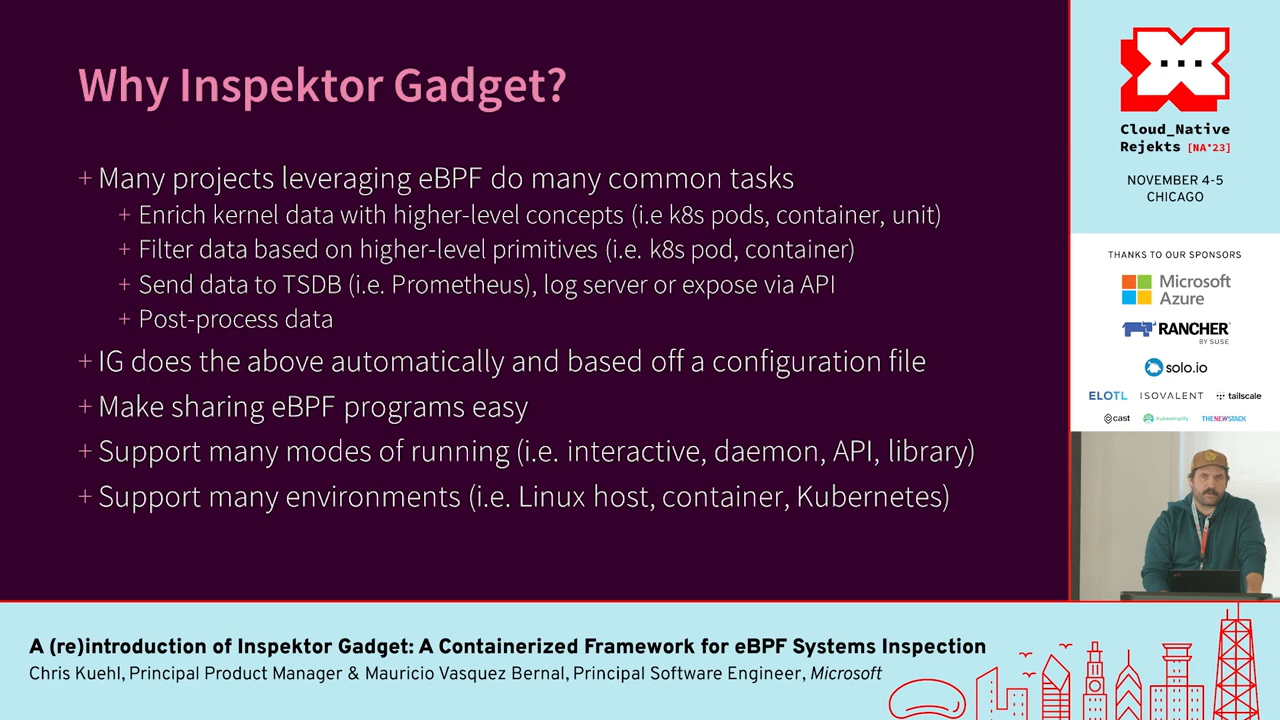 Why Inspektor Gadget?
+ Many projects leveraging eBPF do many common tasks
+ Enrich kernel data with higher-level concepts (i.e k8s pods, container, unit)
+ Filter data based on higher-level primitives (i.e. k8s pod, container)
+ Send data to TSDB (i.e. Prometheus), log server or expose via API
+ Post-process data
+ IG does the above automatically and based off a configuration file
+ Make sharing eBPF programs easy
+ Support many modes of running (i.e. interactive, daemon, API, library)
+ Support many environments (i.e. Linux host, container, Kubernetes)
Cloud_Native
Rejekts [NA'23]
NOVEMBER 4-5
CHICAGO
THANKS TO OUR SPONSORS
Microsoft
Azure
RANCHER
BY SUSE
solo.io
ELOTL ISOVALENT tailscale
cast Kubesimplify THENEWSTACK
A (re)introduction of Inspektor Gadget: A Containerized Framework for eBPF Systems Inspection
Chris Kuehl, Principal Product Manager & Mauricio Vasquez Bernal, Principal Software Engineer, Microsoft